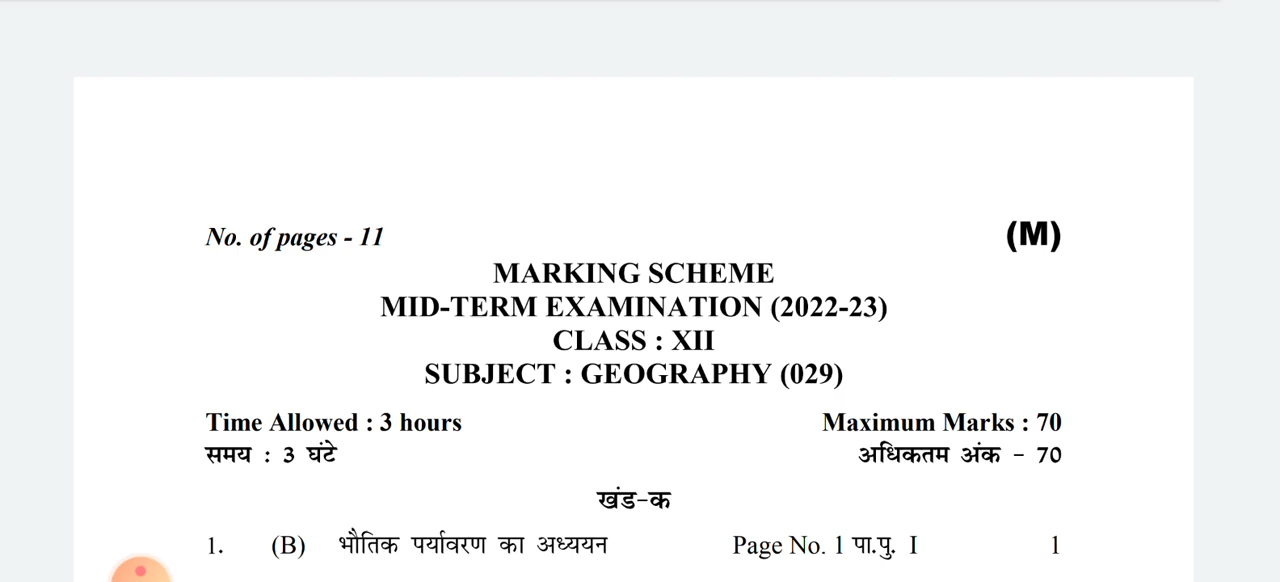 No. of pages - 11 (M)
MARKING SCHEME
MID-TERM EXAMINATION (2022-23)
CLASS : XII
SUBJECT : GEOGRAPHY (029)
Time Allowed : 3 hours Maximum Marks : 70
समय : 3 घंटे अधिकतम अंक – 70
खंड-क
1. (B) भौतिक पर्यावरण का अध्ययन Page No. 1 पा.पु. I 1